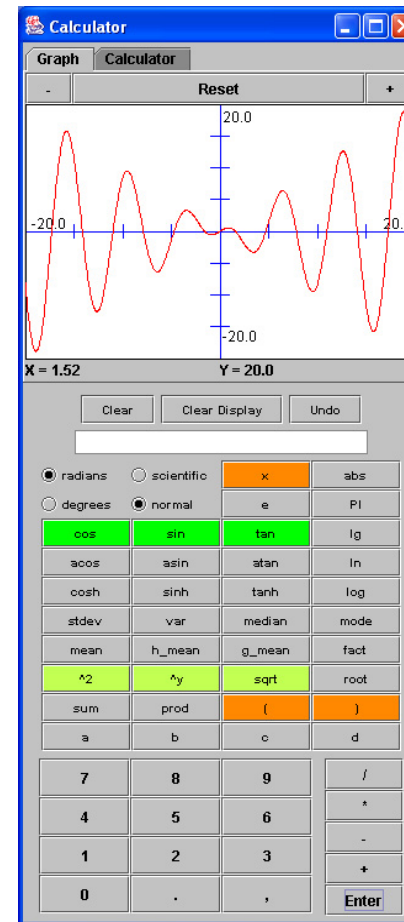 Calculator
Graph Calculator
- Reset +
20.0
-20.0 20.
-20.0
X = 1.52 Y = 20.0
Clear Clear Display Undo
radians scientific x abs
degrees normal e PI
cos sin tan lg
acos asin atan ln
cosh sinh tanh log
stdev var median mode
mean h_mean g_mean fact
^2 ^y sqrt root
sum prod ( )
a b c d
7 8 9 /
4 5 6 *
1 2 3 -
+
0 . , Enter